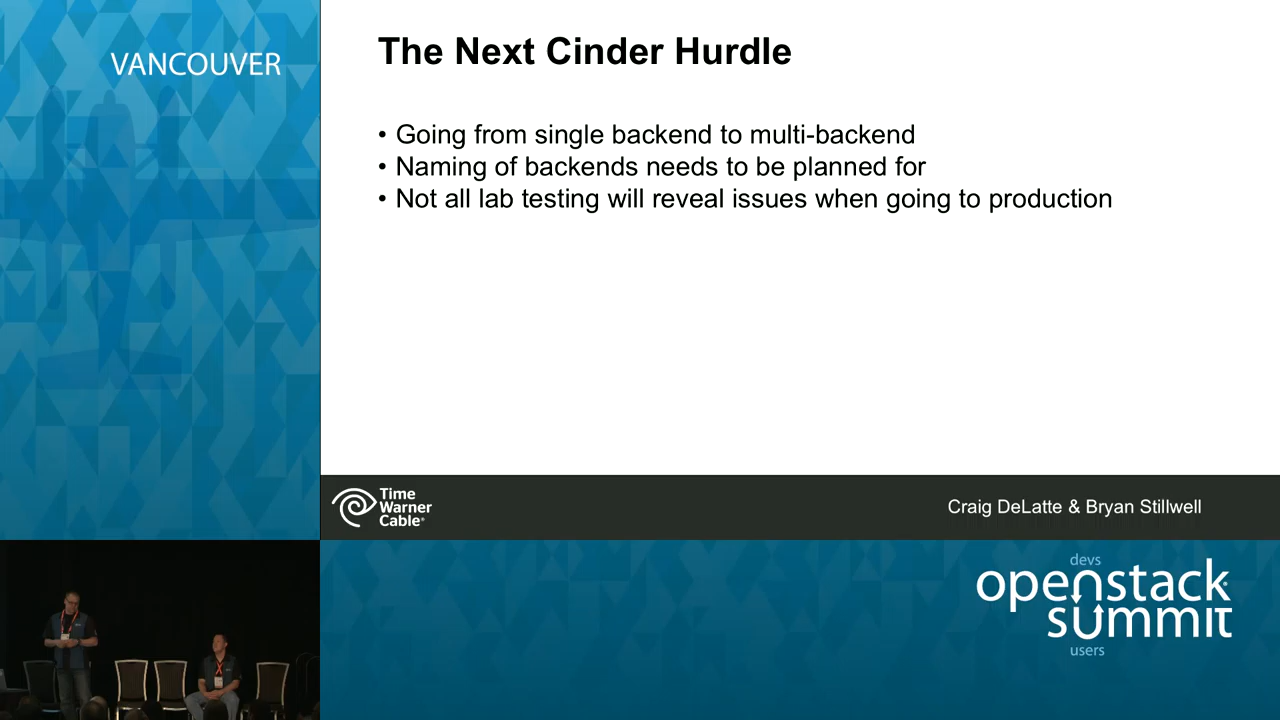 VANCOUVER
The Next Cinder Hurdle
• Going from single backend to multi-backend
• Naming of backends needs to be planned for
• Not all lab testing will reveal issues when going to production
Time
Warner
Cable®
Craig DeLatte & Bryan Stillwell
devs
openstack
summit
users